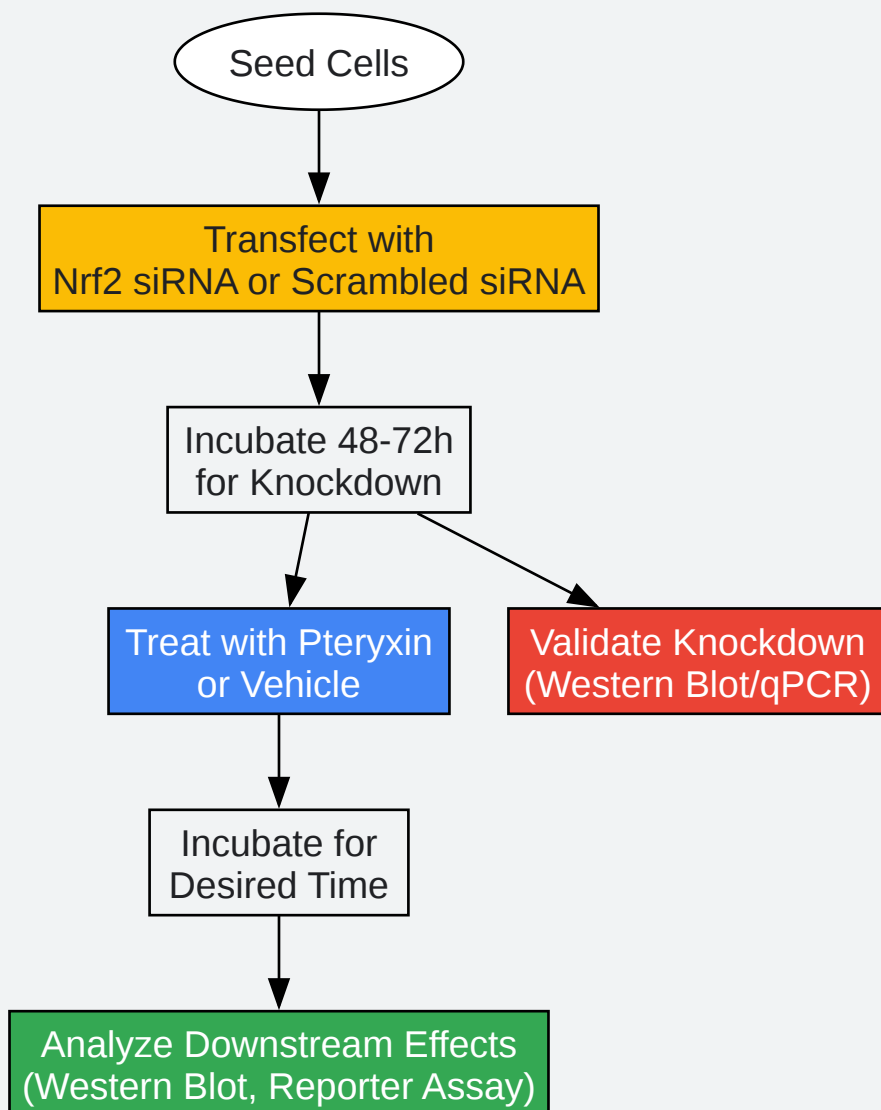 Seed Cells
Transfect with
Nrf2 siRNA or Scrambled siRNA
Incubate 48-72h
for Knockdown
Treat with Pteryxin
or Vehicle
Validate Knockdown
(Western Blot/qPCR)
Incubate for
Desired Time
Analyze Downstream Effects
(Western Blot, Reporter Assay)